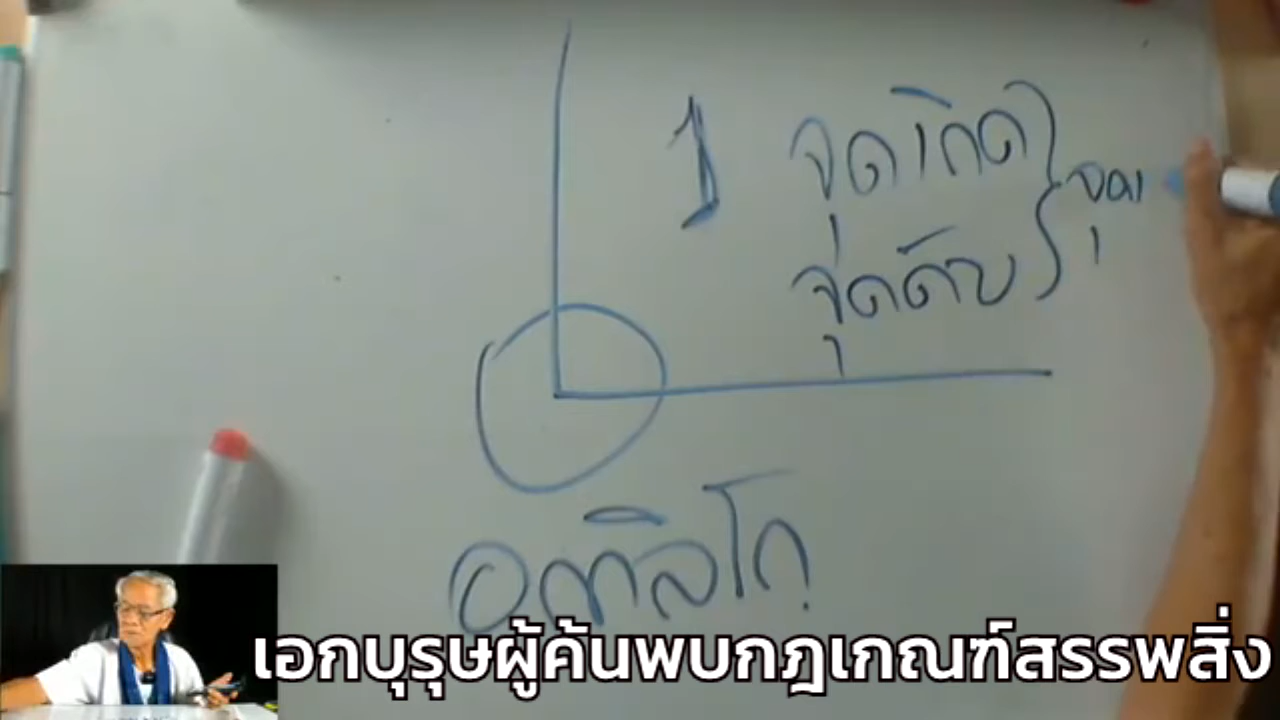 1 จุดเกิด
จุดดับ
จุด
อกาลิโก
เอกบุรุษผู้ค้นพบกฎเกณฑ์สรรพสิ่ง